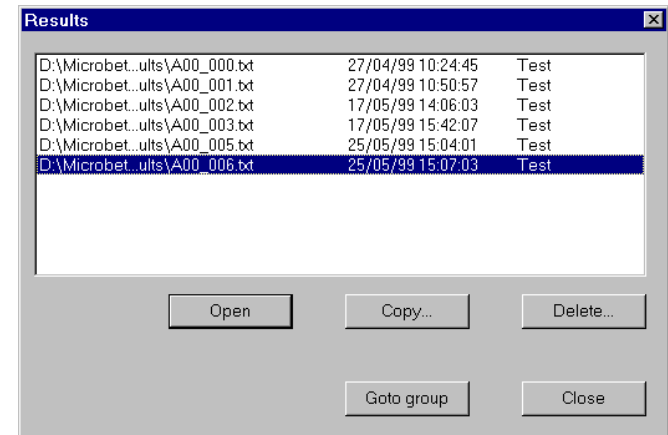 Results
D:\Microbet...ults\A00_000.txt 27/04/99 10:24:45 Test
D:\Microbet...ults\A00_001.txt 27/04/99 10:50:57 Test
D:\Microbet...ults\A00_002.txt 17/05/99 14:06:03 Test
D:\Microbet...ults\A00_003.txt 17/05/99 15:42:07 Test
D:\Microbet...ults\A00_005.txt 25/05/99 15:04:01 Test
D:\Microbet...ults\A00_006.txt 25/05/99 15:07:03 Test
Open Copy... Delete...
Goto group Close